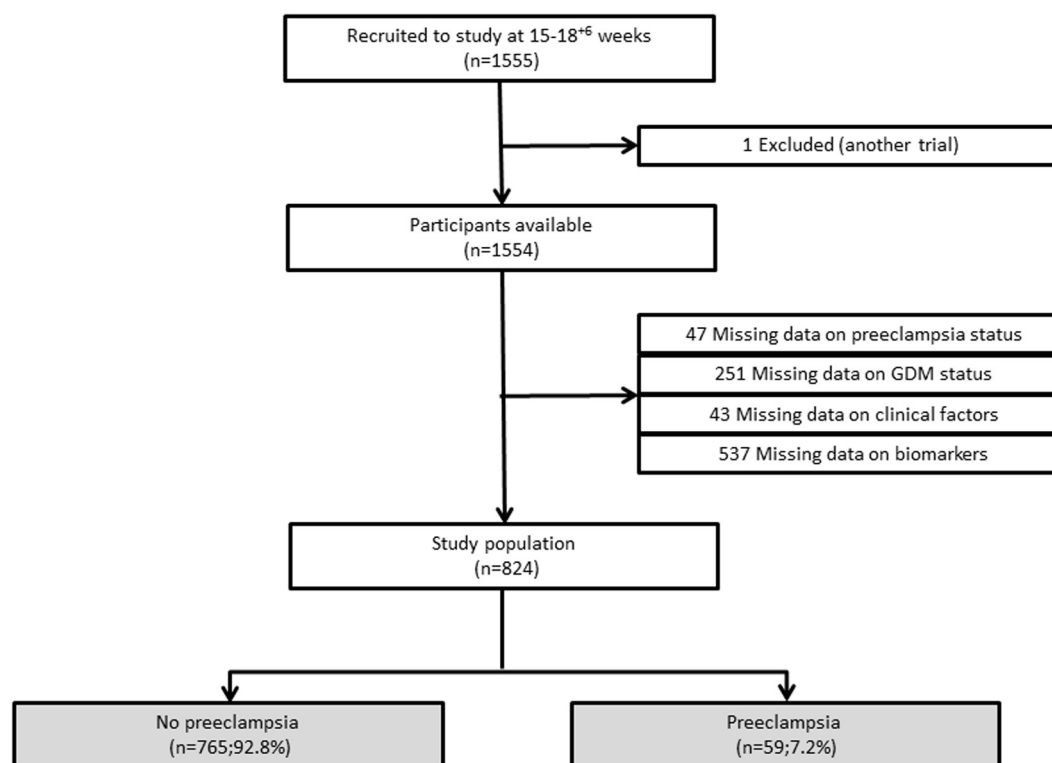 Recruited to study at 15-18⁺⁶ weeks
(n=1555)
1 Excluded (another trial)
Participants available
(n=1554)
47 Missing data on preeclampsia status
251 Missing data on GDM status
43 Missing data on clinical factors
537 Missing data on biomarkers
Study population
(n=824)
No preeclampsia
(n=765;92.8%)
Preeclampsia
(n=59;7.2%)